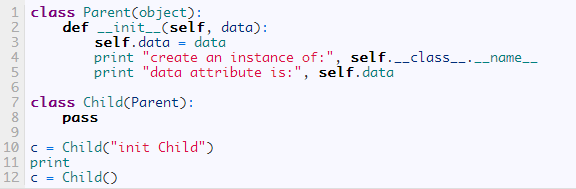 1 class Parent(object):
2     def __init__(self, data):
3         self.data = data
4         print "create an instance of:", self.__class__.__name__
5         print "data attribute is:", self.data
6
7 class Child(Parent):
8     pass
9
10 c = Child("init Child")
11 print
12 c = Child()